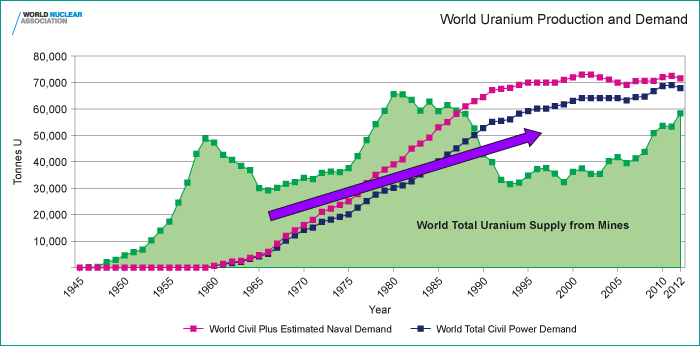 WORLD NUCLEAR
ASSOCIATION
World Uranium Production and Demand
80,000
70,000
60,000
50,000
40,000
30,000
20,000
10,000
Tonnes U
World Total Uranium Supply from Mines
1945
1950
1955
1960
1965
1970
1975
1980
1985
1990
1995
2000
2005
2010
2012
Year
World Civil Plus Estimated Naval Demand
World Total Civil Power Demand